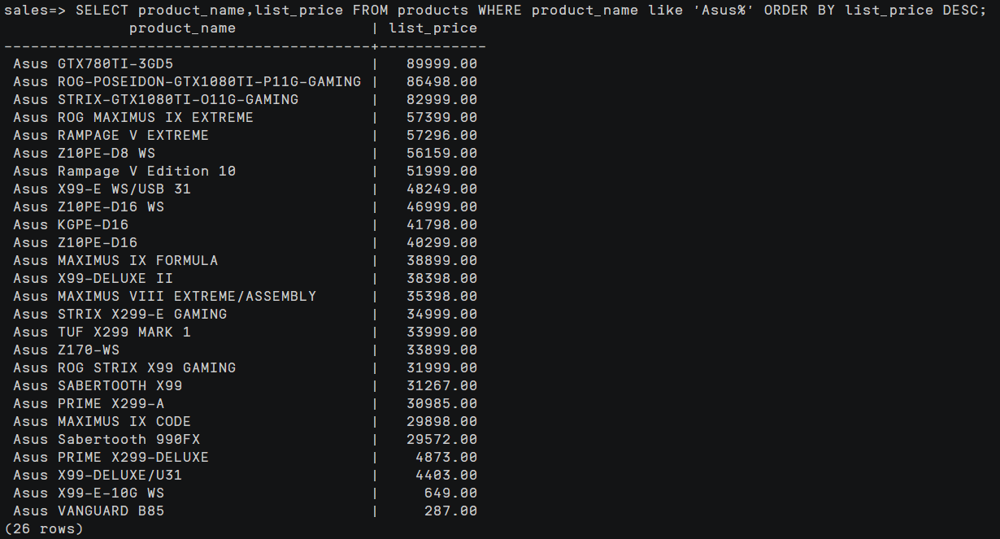 sales=> SELECT product_name,list_price FROM products WHERE product_name like 'Asus%' ORDER BY list_price DESC;
              product_name               | list_price
-----------------------------------------+------------
 Asus GTX780TI-3GD5                      |   89999.00
 Asus ROG-POSEIDON-GTX1080TI-P11G-GAMING |   86498.00
 Asus STRIX-GTX1080TI-O11G-GAMING        |   82999.00
 Asus ROG MAXIMUS IX EXTREME             |   57399.00
 Asus RAMPAGE V EXTREME                  |   57296.00
 Asus Z10PE-D8 WS                        |   56159.00
 Asus Rampage V Edition 10               |   51999.00
 Asus X99-E WS/USB 31                    |   48249.00
 Asus Z10PE-D16 WS                       |   46999.00
 Asus KGPE-D16                           |   41798.00
 Asus Z10PE-D16                          |   40299.00
 Asus MAXIMUS IX FORMULA                 |   38899.00
 Asus X99-DELUXE II                      |   38398.00
 Asus MAXIMUS VIII EXTREME/ASSEMBLY      |   35398.00
 Asus STRIX X299-E GAMING                |   34999.00
 Asus TUF X299 MARK 1                    |   33999.00
 Asus Z170-WS                            |   33899.00
 Asus ROG STRIX X99 GAMING               |   31999.00
 Asus SABERTOOTH X99                     |   31267.00
 Asus PRIME X299-A                       |   30985.00
 Asus MAXIMUS IX CODE                    |   29898.00
 Asus Sabertooth 990FX                   |   29572.00
 Asus PRIME X299-DELUXE                  |    4873.00
 Asus X99-DELUXE/U31                     |    4403.00
 Asus X99-E-10G WS                       |     649.00
 Asus VANGUARD B85                       |     287.00
(26 rows)